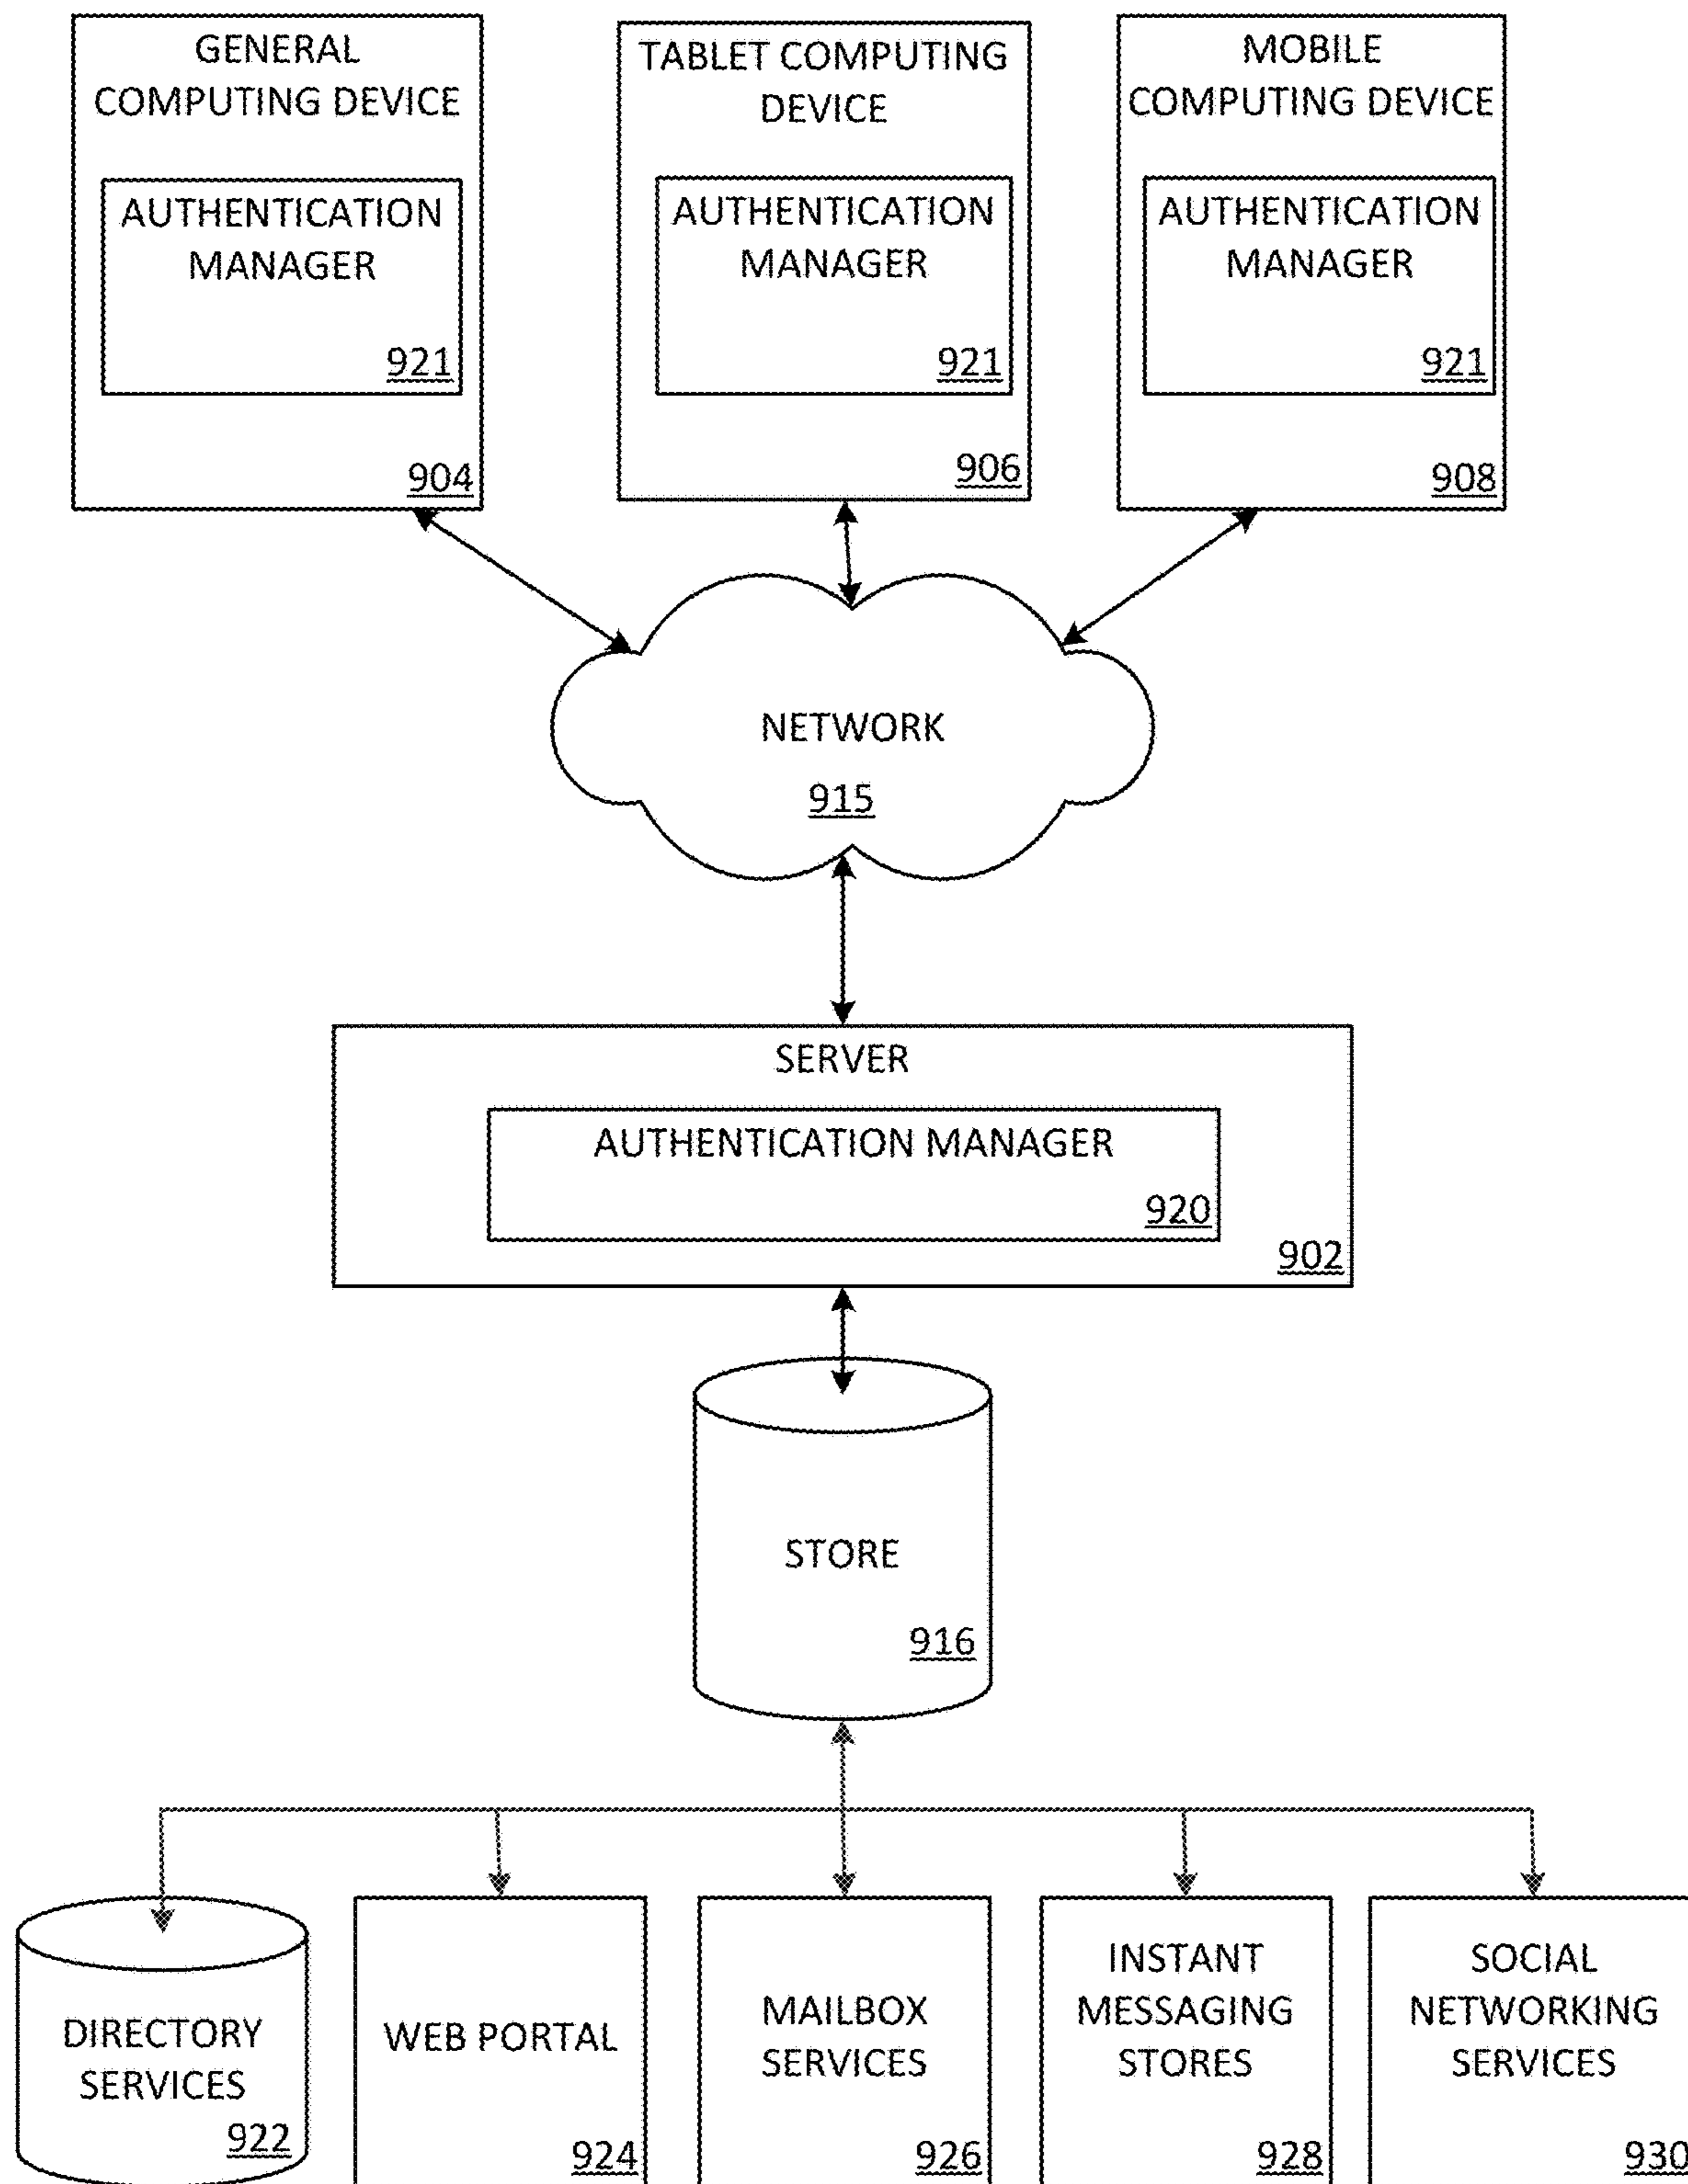 GENERAL
COMPUTING DEVICE
AUTHENTICATION
MANAGER
921
904
TABLET COMPUTING
DEVICE
AUTHENTICATION
MANAGER
921
906
MOBILE
COMPUTING DEVICE
AUTHENTICATION
MANAGER
921
908
NETWORK
915
SERVER
AUTHENTICATION MANAGER
920
902
STORE
916
DIRECTORY
SERVICES
922
WEB PORTAL
924
MAILBOX
SERVICES
926
INSTANT
MESSAGING
STORES
928
SOCIAL
NETWORKING
SERVICES
930